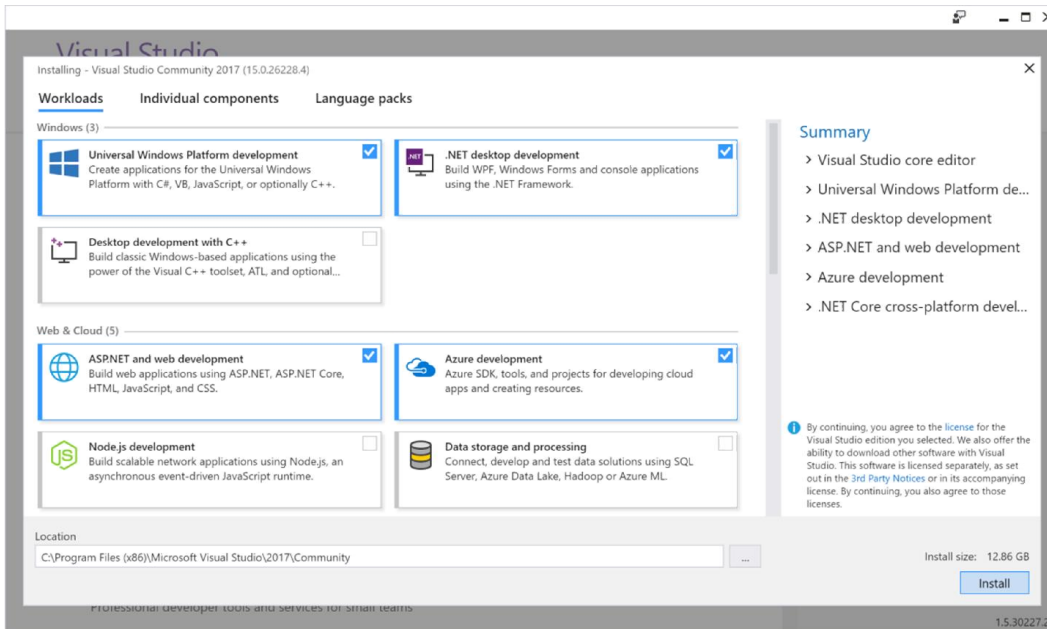 Visual Studio
Installing - Visual Studio Community 2017 (15.0.26228.4)
Workloads
Individual components
Language packs
Windows (3)
Universal Windows Platform development
Create applications for the Universal Windows
Platform with C#, VB, JavaScript, or optionally C++.
.NET
.NET desktop development
Build WPF, Windows Forms and console applications
using the .NET Framework.
Desktop development with C++
Build classic Windows-based applications using the
power of the Visual C++ toolset, ATL, and optional...
Web & Cloud (5)
ASP.NET and web development
Build web applications using ASP.NET, ASP.NET Core,
HTML, JavaScript, and CSS.
Azure development
Azure SDK, tools, and projects for developing cloud
apps and creating resources.
JS
Node.js development
Build scalable network applications using Node.js, an
asynchronous event-driven JavaScript runtime.
Data storage and processing
Connect, develop and test data solutions using SQL
Server, Azure Data Lake, Hadoop or Azure ML.
Summary
> Visual Studio core editor
> Universal Windows Platform de...
> .NET desktop development
> ASP.NET and web development
> Azure development
> .NET Core cross-platform devel...
By continuing, you agree to the license for the
Visual Studio edition you selected. We also offer the
ability to download other software with Visual
Studio. This software is licensed separately, as set
out in the 3rd Party Notices or in its accompanying
license. By continuing, you also agree to those
licenses.
Location
C:\Program Files (x86)\Microsoft Visual Studio\2017\Community
...
Install size: 12.86 GB
Install
Professional developer tools and services for small teams
1.5.30227.2